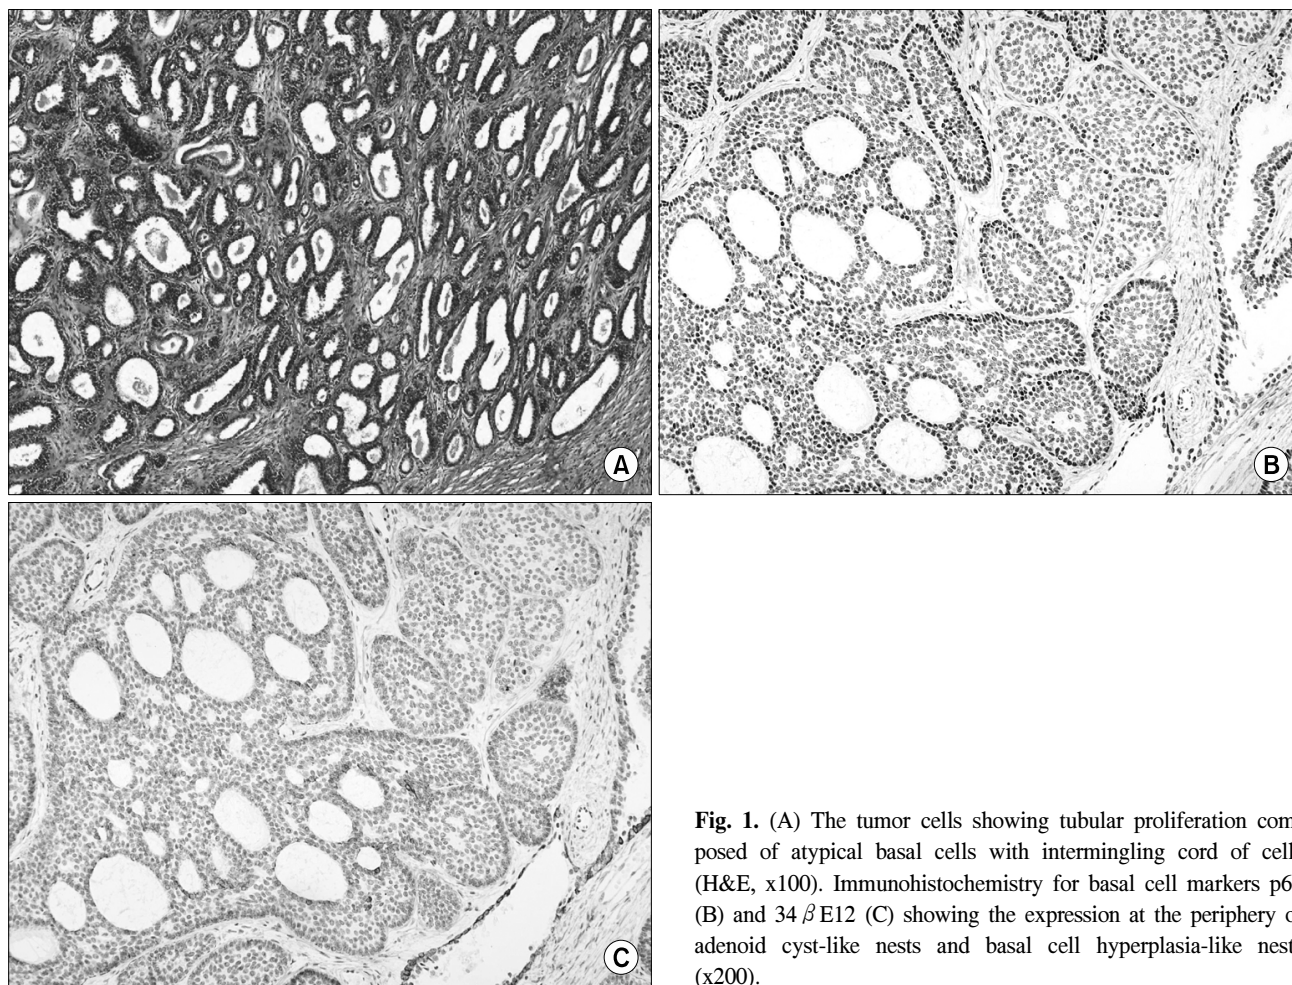 A
B
C
Fig. 1. (A) The tumor cells showing tubular proliferation com
posed of atypical basal cells with intermingling cord of cell
(H&E, x100). Immunohistochemistry for basal cell markers p6
(B) and 34βE12 (C) showing the expression at the periphery o
adenoid cyst-like nests and basal cell hyperplasia-like nest
(x200).